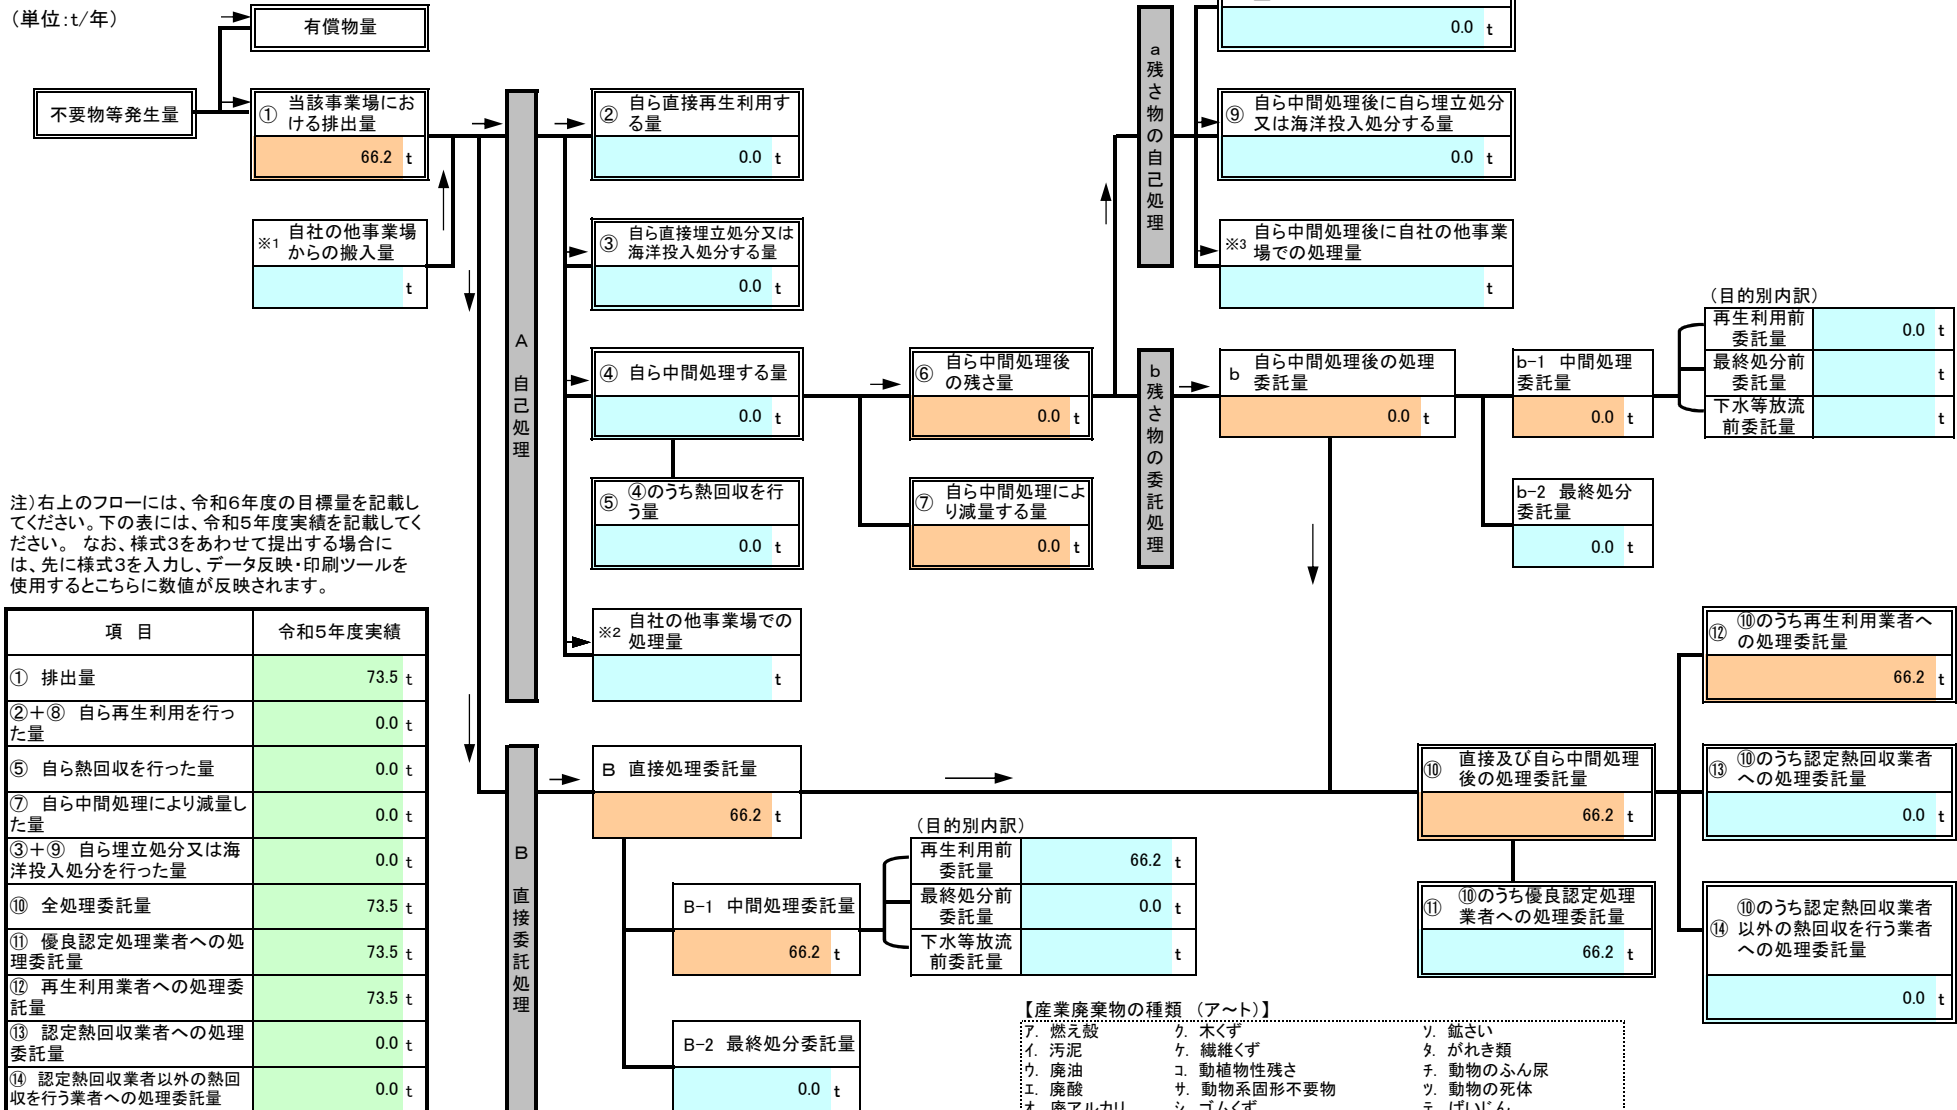 （単位：t/年）
有償物量
不要物等発生量
① 当該事業場にお
ける排出量
66.2 t
※1 自社の他事業場
からの搬入量
t
A 自己処理
② 自ら直接再生利用す
る量
0.0 t
③ 自ら直接埋立処分又は
海洋投入処分する量
0.0 t
④ 自ら中間処理する量
0.0 t
⑤ ④のうち熱回収を行
う量
0.0 t
※2 自社の他事業場での
処理量
t
⑥ 自ら中間処理後
の残さ量
0.0 t
⑦ 自ら中間処理によ
り減量する量
0.0 t
a 残さ物の自己処理
0.0 t
⑨ 自ら中間処理後に自ら埋立処分
又は海洋投入処分する量
0.0 t
※3 自ら中間処理後に自社の他事業
場での処理量
t
b 残さ物の委託処理
b 自ら中間処理後の処理
委託量
0.0 t
b-1 中間処理
委託量
0.0 t
（目的別内訳）
再生利用前
委託量
0.0 t
最終処分前
委託量
t
下水等放流
前委託量
t
b-2 最終処分
委託量
0.0 t
注）右上のフローには、令和６年度の目標量を記載し
てください。下の表には、令和５年度実績を記載してく
ださい。 なお、様式３をあわせて提出する場合に
は、先に様式３を入力し、データ反映・印刷ツールを
使用するとこちらに数値が反映されます。
項 目 令和５年度実績
① 排出量 73.5 t
②＋⑧ 自ら再生利用を行っ
た量 0.0 t
⑤ 自ら熱回収を行った量 0.0 t
⑦ 自ら中間処理により減量し
た量 0.0 t
③＋⑨ 自ら埋立処分又は海
洋投入処分を行った量 0.0 t
⑩ 全処理委託量 73.5 t
⑪ 優良認定処理業者への処
理委託量 73.5 t
⑫ 再生利用業者への処理委
託量 73.5 t
⑬ 認定熱回収業者への処理
委託量 0.0 t
⑭ 認定熱回収業者以外の熱回
収を行う業者への処理委託量 0.0 t
B 直接委託処理
B 直接処理委託量
66.2 t
B-1 中間処理委託量
66.2 t
（目的別内訳）
再生利用前
委託量
66.2 t
最終処分前
委託量
0.0 t
下水等放流
前委託量
t
B-2 最終処分委託量
0.0 t
⑩ 直接及び自ら中間処理
後の処理委託量
66.2 t
⑪ ⑩のうち優良認定処理
業者への処理委託量
66.2 t
⑫ ⑩のうち再生利用業者へ
の処理委託量
66.2 t
⑬ ⑩のうち認定熱回収業者
への処理委託量
0.0 t
⑭ ⑩のうち認定熱回収業者
以外の熱回収を行う業者
への処理委託量
0.0 t
【産業廃棄物の種類 （ア～ト）】
ア. 燃え殻 ク. 木くず ソ. 鉱さい
イ. 汚泥 ケ. 繊維くず タ. がれき類
ウ. 廃油 コ. 動植物性残さ チ. 動物のふん尿
エ. 廃酸 サ. 動物系固形不要物 ツ. 動物の死体
オ. 廃アルカリ シ. ゴムくず テ. ばいじん